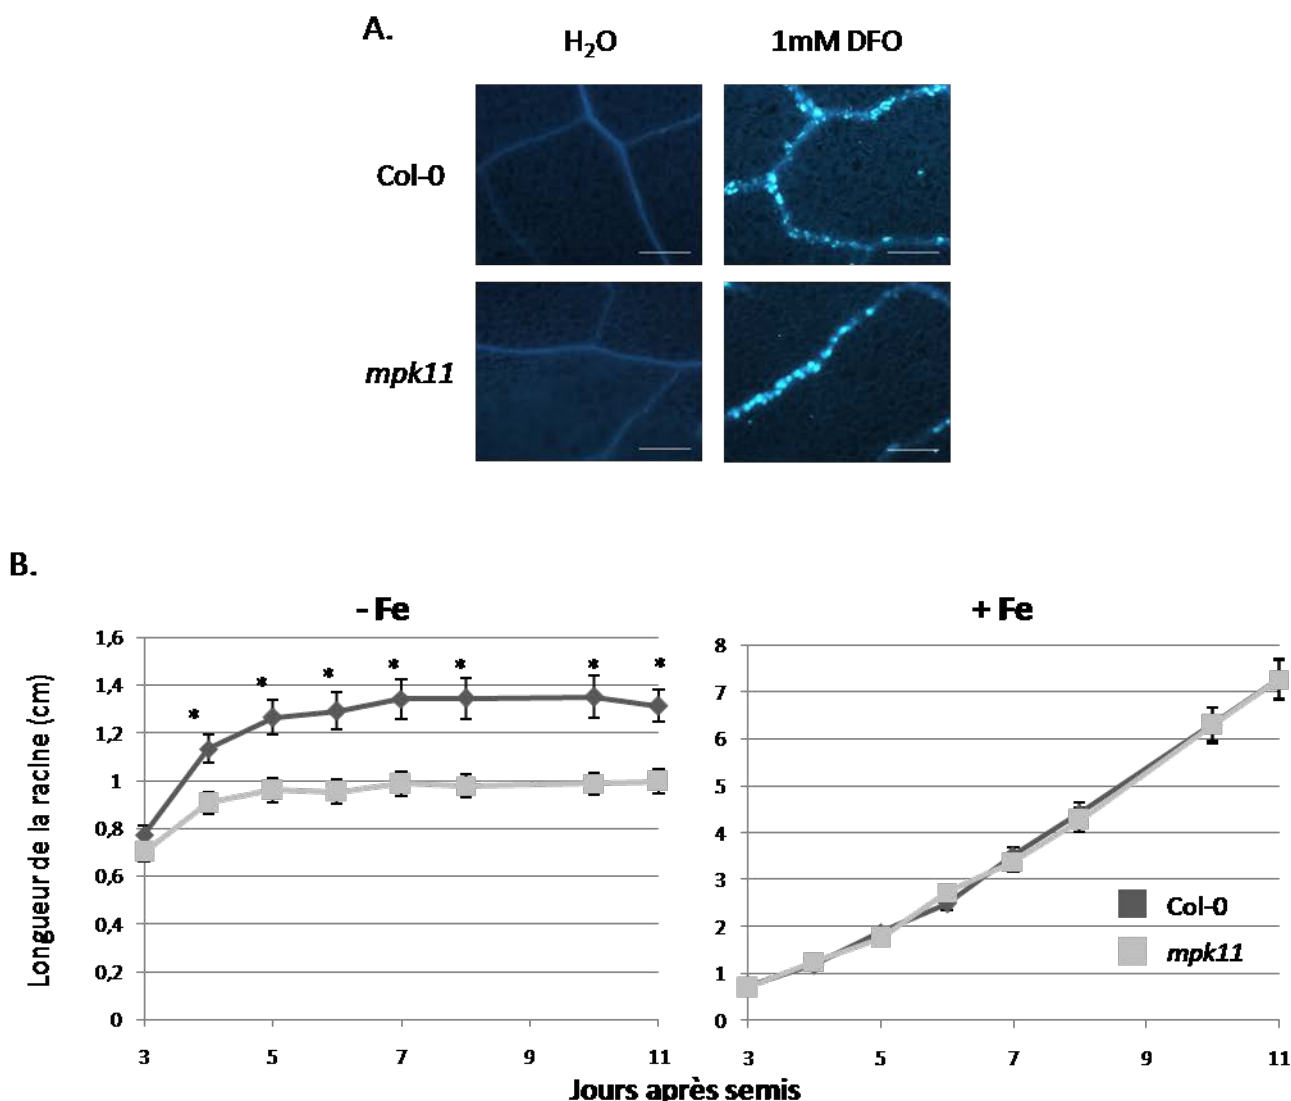 A.
H₂O 1mM DFO
Col-0
mpk11
B.
- Fe
+ Fe
Longueur de la racine (cm)
1,6
1,4
1,2
1
0,8
0,6
0,4
0,2
0
* * * * * * *
3 5 7 9 11
8
7
6
5
4
3
2
1
0
3 5 7 9 11
Col-0
mpk11
Jours après semis